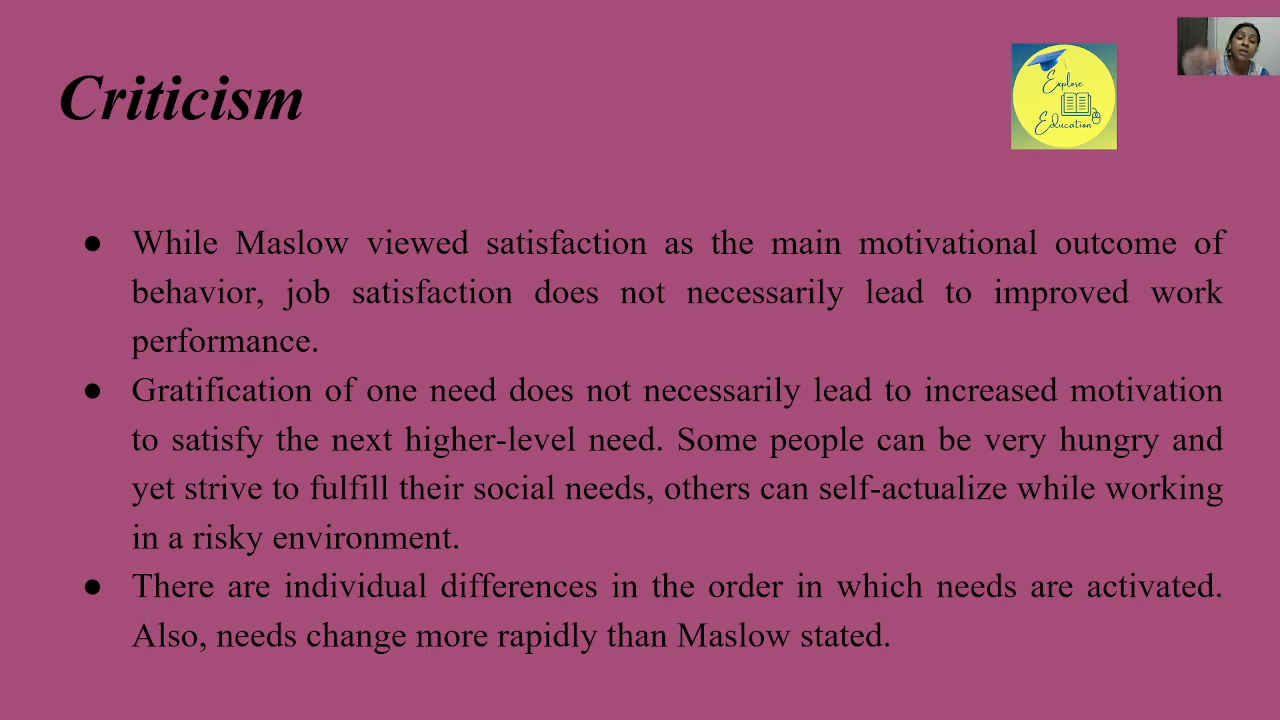 Criticism
Explore
Education
● While Maslow viewed satisfaction as the main motivational outcome of
behavior, job satisfaction does not necessarily lead to improved work
performance.
● Gratification of one need does not necessarily lead to increased motivation
to satisfy the next higher-level need. Some people can be very hungry and
yet strive to fulfill their social needs, others can self-actualize while working
in a risky environment.
● There are individual differences in the order in which needs are activated.
Also, needs change more rapidly than Maslow stated.